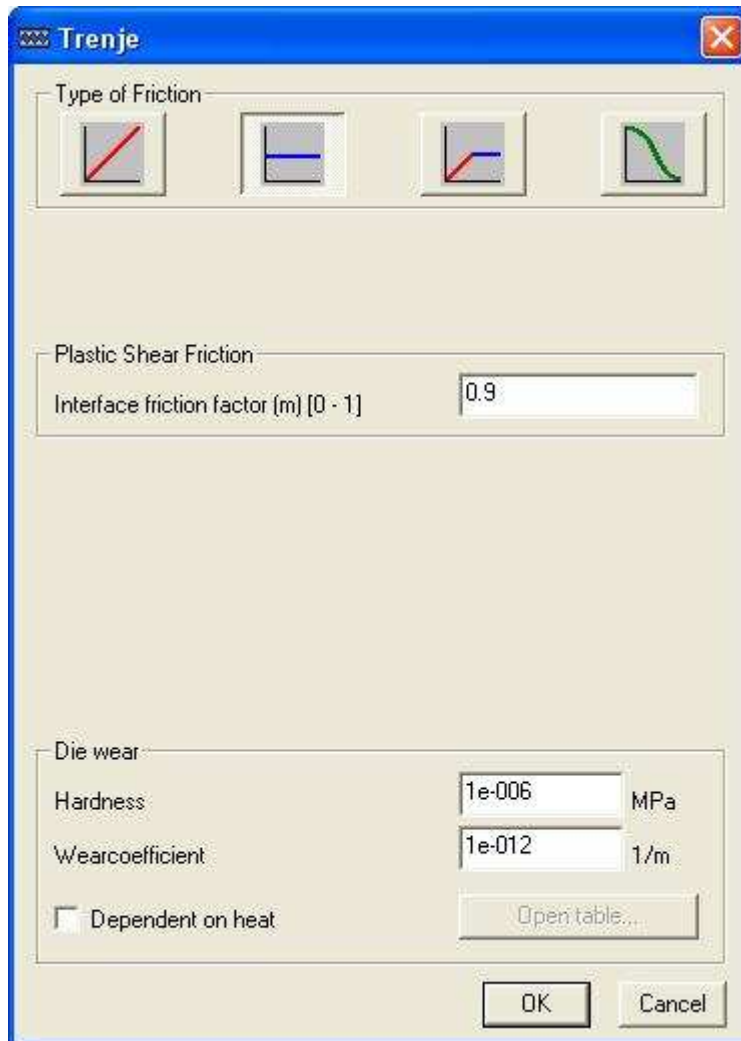 Trenje
Type of Friction
Plastic Shear Friction
Interface friction factor (m) [0 - 1] 0.9
Die wear
Hardness 1e-006 MPa
Wearcoefficient 1e-012 1/m
Dependent on heat Open table...
OK Cancel